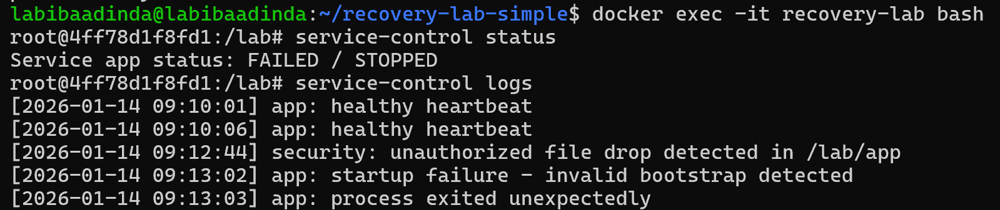 labibaadinda@labibaadinda:~/recovery-lab-simple$ docker exec -it recovery-lab bash
root@4ff78d1f8fd1:/lab# service-control status
Service app status: FAILED / STOPPED
root@4ff78d1f8fd1:/lab# service-control logs
[2026-01-14 09:10:01] app: healthy heartbeat
[2026-01-14 09:10:06] app: healthy heartbeat
[2026-01-14 09:12:44] security: unauthorized file drop detected in /lab/app
[2026-01-14 09:13:02] app: startup failure - invalid bootstrap detected
[2026-01-14 09:13:03] app: process exited unexpectedly